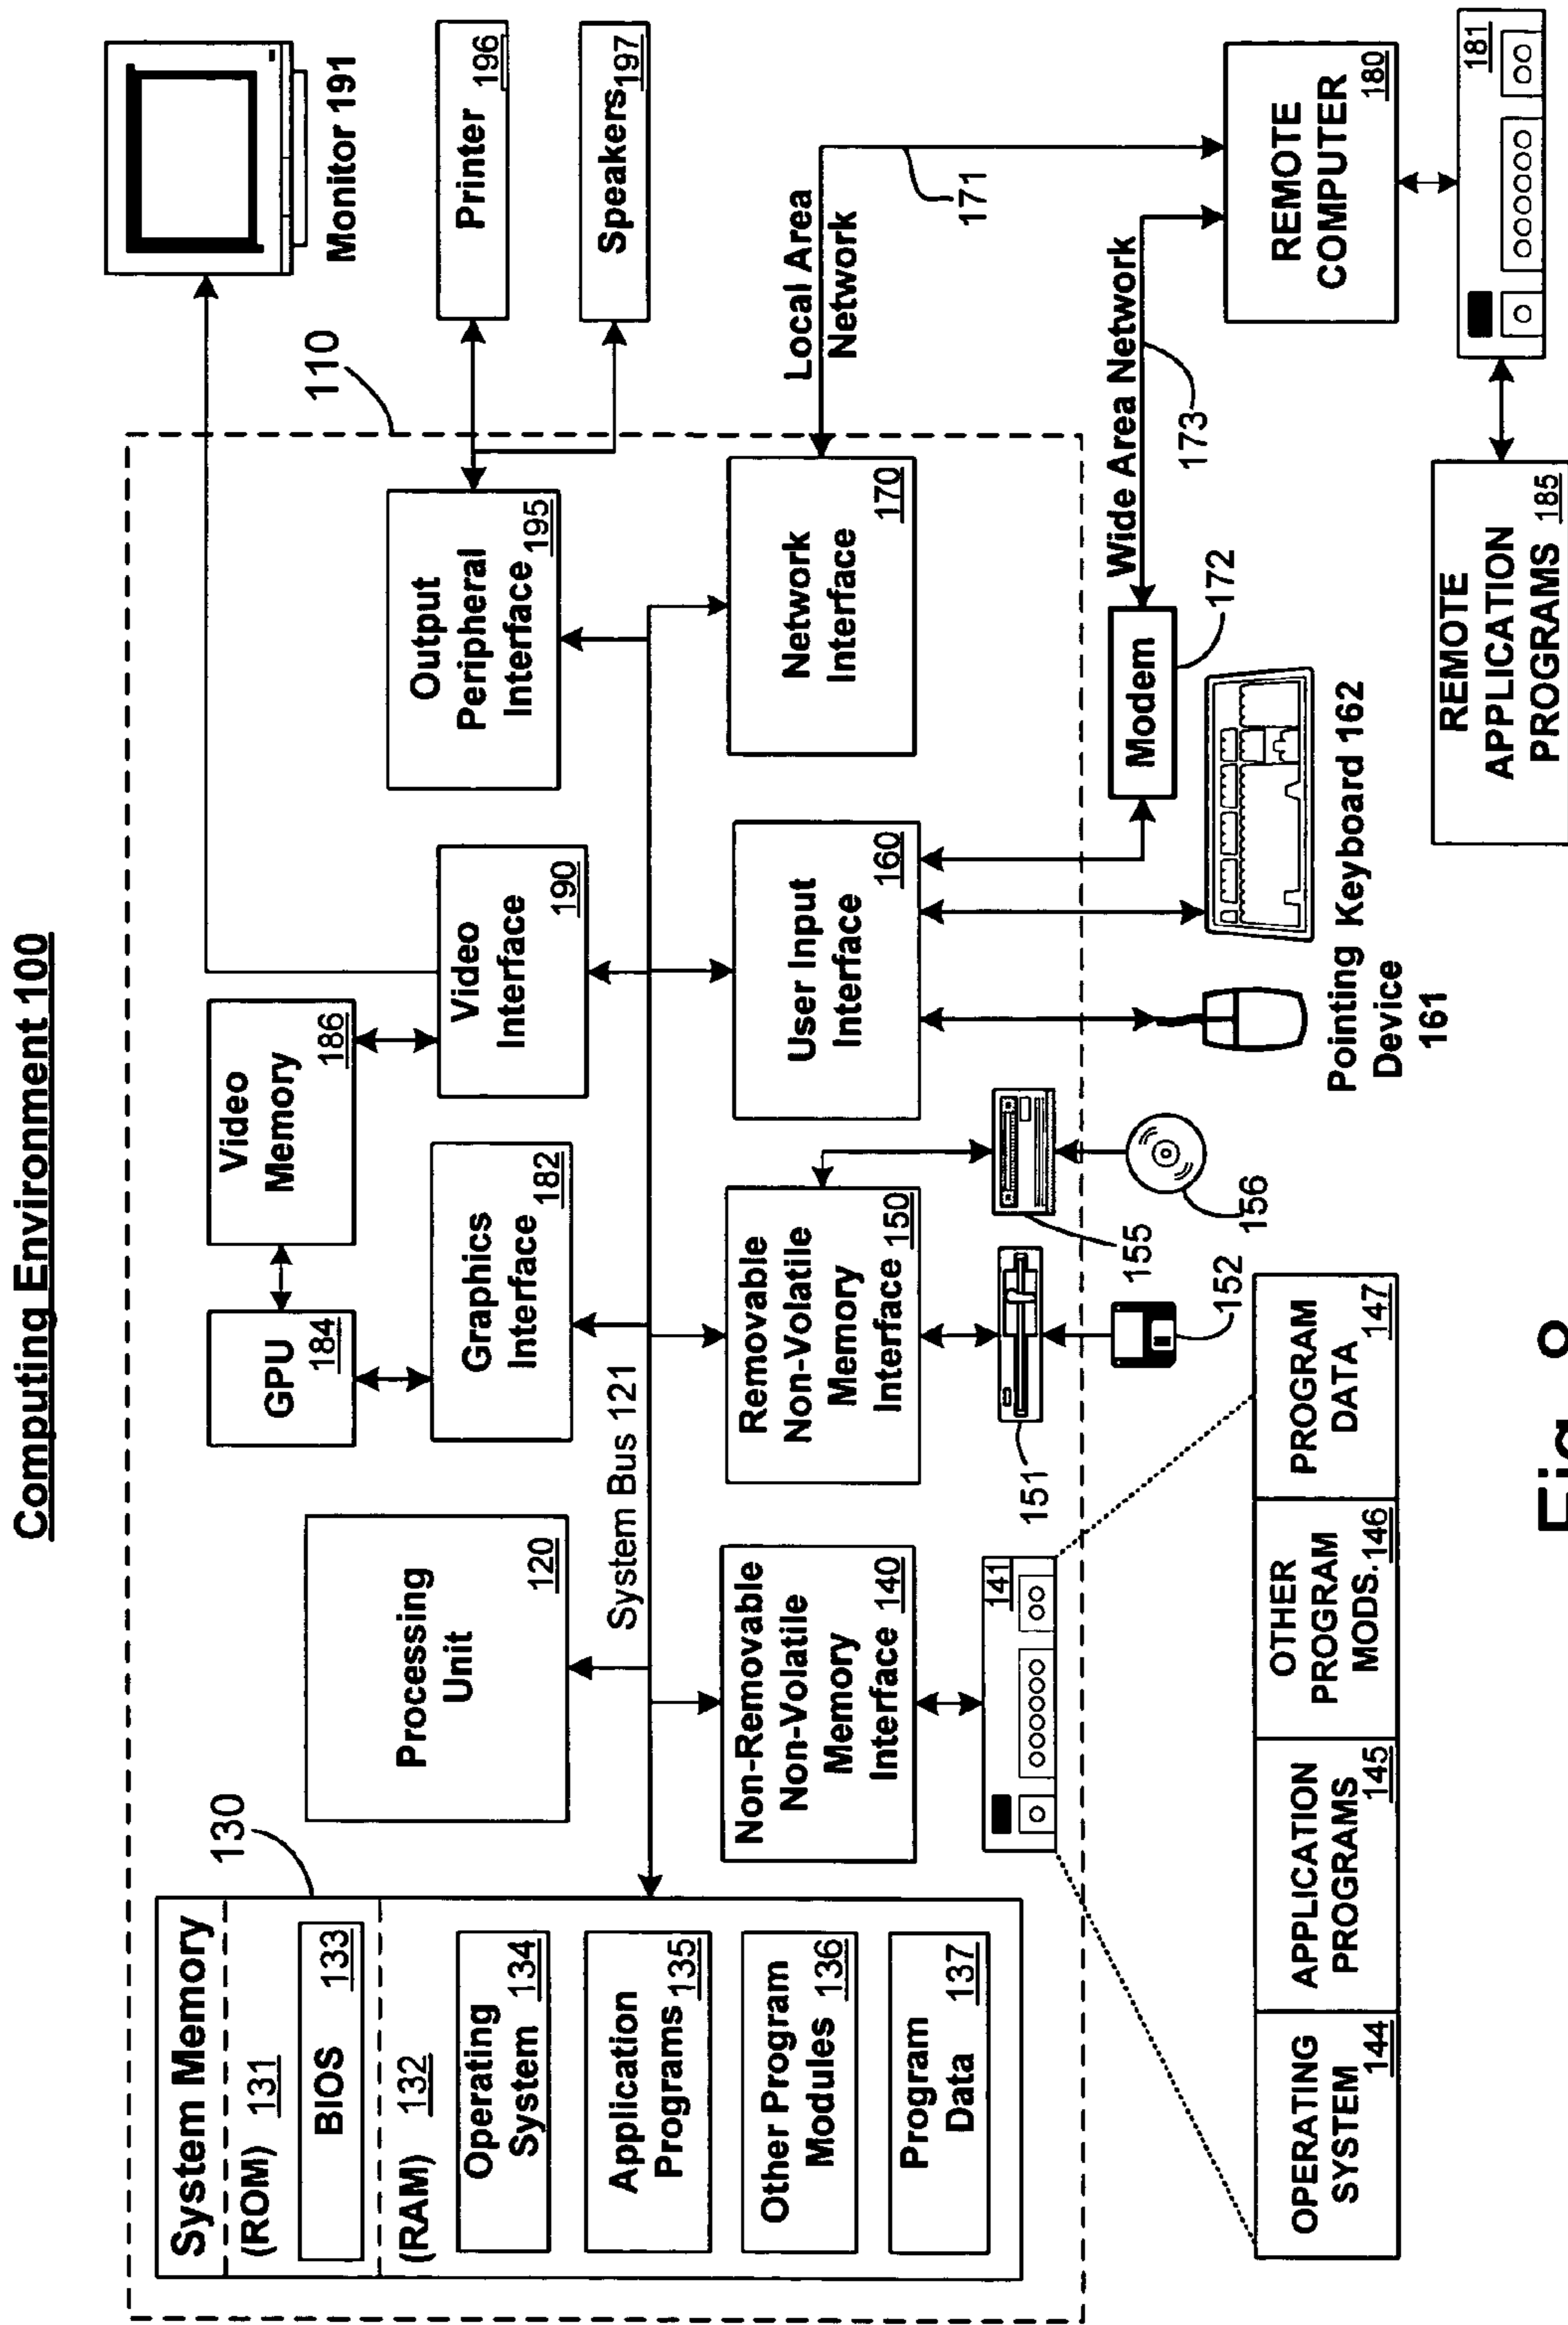 Computing Environment 100
Monitor 191
Printer
196
Speakers 197
110
130
System Memory
(ROM) 131
BIOS 133
(RAM) 132
Operating
System 134
Application
Programs 135
Other Program
Modules 136
Program
Data 137
Processing
Unit
120
GPU
184
Video
Memory
186
Graphics
Interface 182
Video
Interface
190
Output
Peripheral
Interface 195
System Bus 121
Non-Removable
Non-Volatile
Memory
Interface 140
Removable
Non-Volatile
Memory
Interface 150
User Input
Interface
160
Network
Interface
170
Local Area
Network
171
141
151
155
152
156
Wide Area Network
173
Modem
172
Pointing
Device
161
Keyboard 162
REMOTE
COMPUTER
180
181
REMOTE
APPLICATION
PROGRAMS 185
OPERATING
SYSTEM
144
APPLICATION
PROGRAMS
145
OTHER
PROGRAM
MODS. 146
PROGRAM
DATA
147